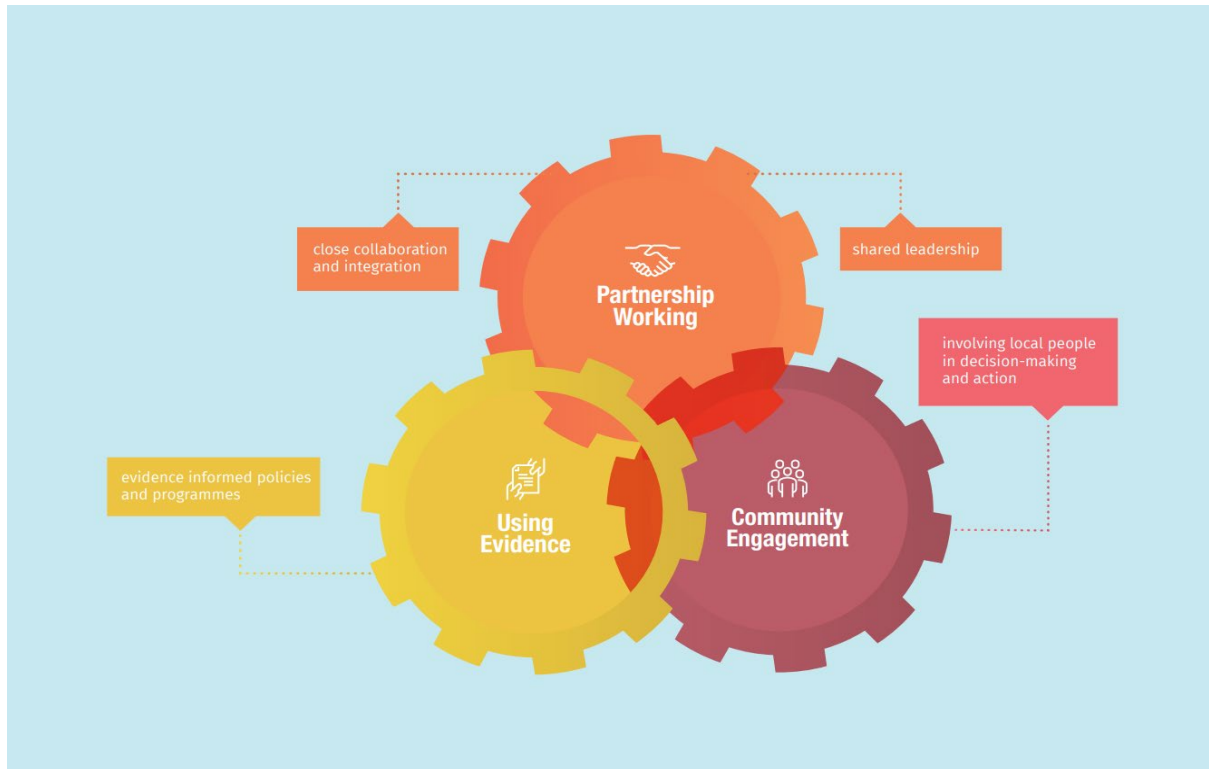 close collaboration
and integration
shared leadership
Partnership
Working
involving local people
in decision-making
and action
evidence informed policies
and programmes
Using
Evidence
Community
Engagement